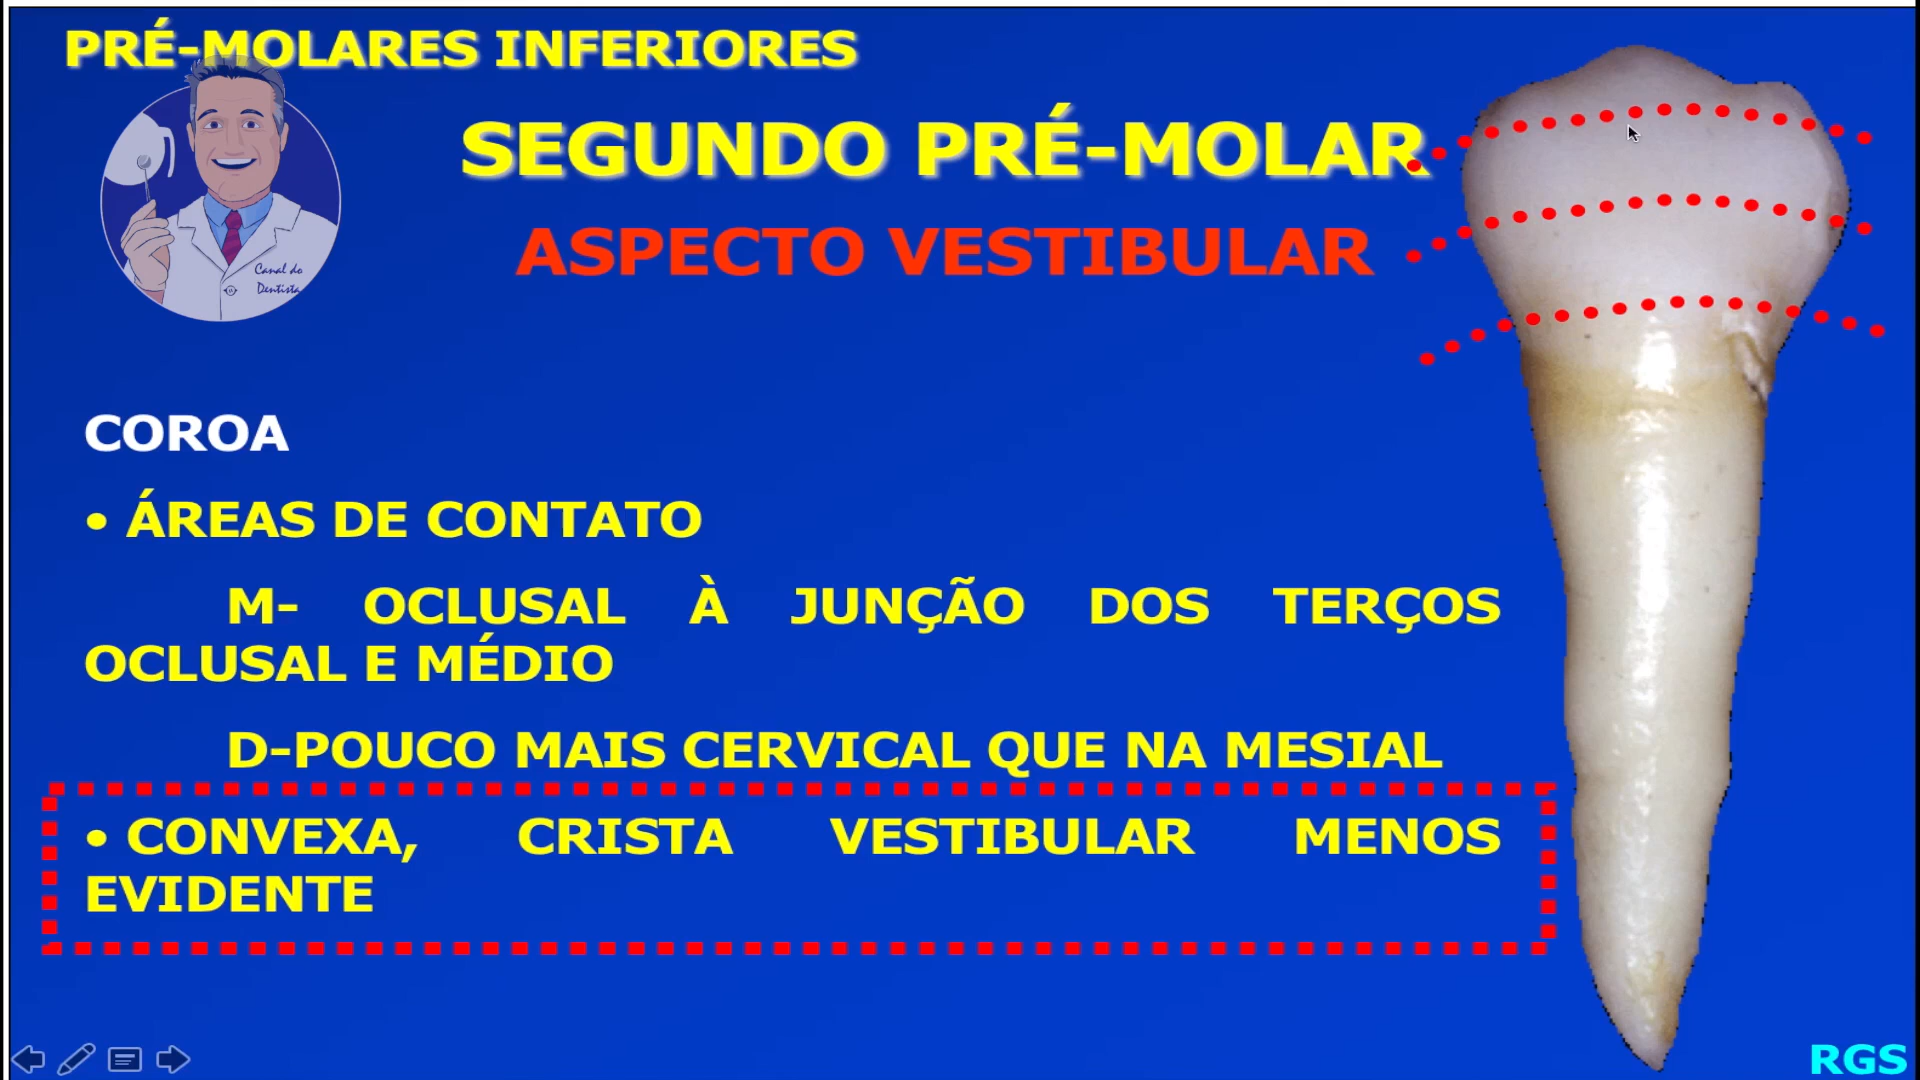 PRÉ-MOLARES INFERIORES
SEGUNDO PRÉ-MOLAR
ASPECTO VESTIBULAR
Canal do
Dentista
COROA
• ÁREAS DE CONTATO
M- OCLUSAL À JUNÇÃO DOS TERÇOS
OCLUSAL E MÉDIO
D-POUCO MAIS CERVICAL QUE NA MESIAL
• CONVEXA, CRISTA VESTIBULAR MENOS
EVIDENTE
RGS